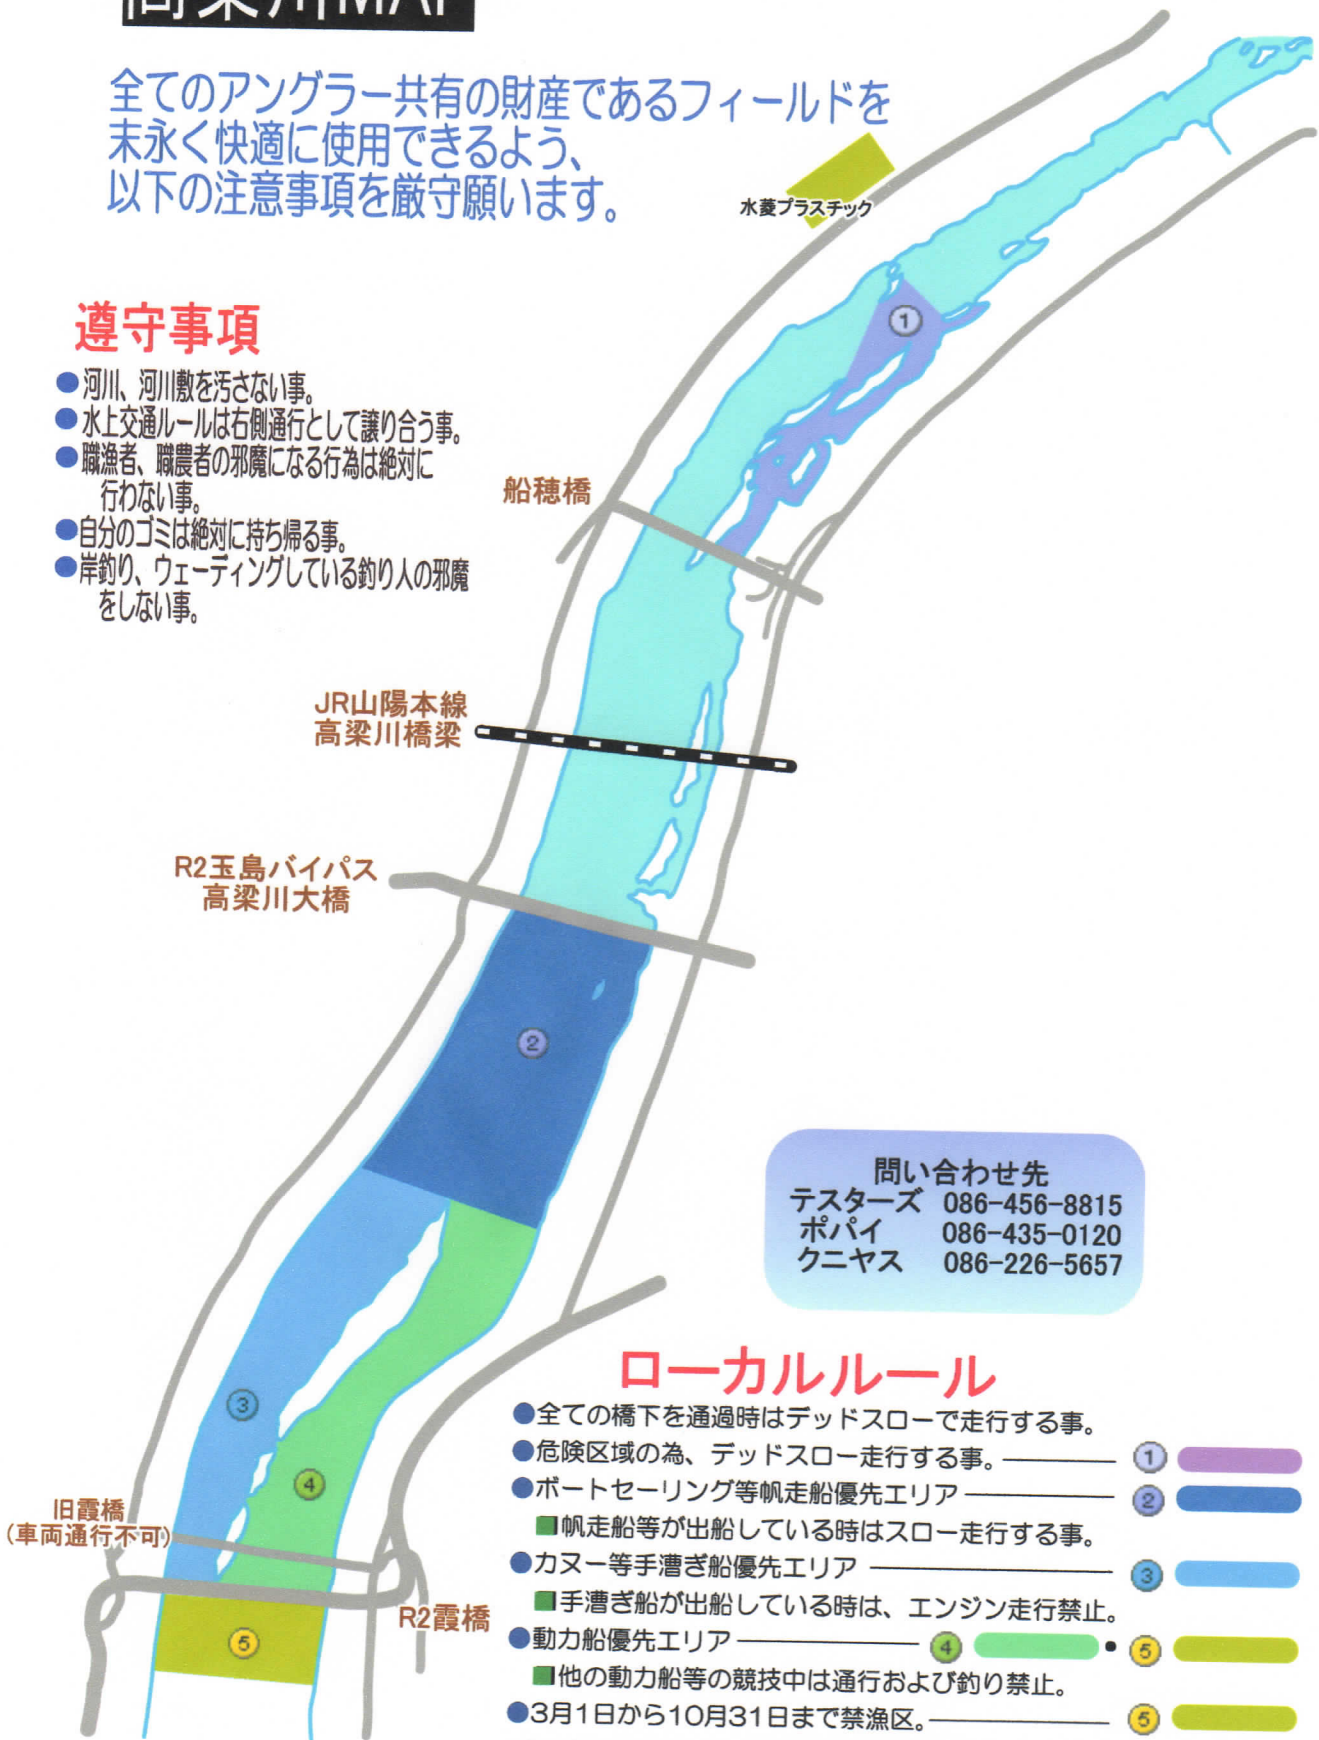 高梁川MAP
全てのアングラー共有の財産であるフィールドを
末永く快適に使用できるよう、
以下の注意事項を厳守願います。
水菱プラスチック
遵守事項
●河川、河川敷を汚さない事。
●水上交通ルールは右側通行として譲り合う事。
●職漁者、職農者の邪魔になる行為は絶対に
行わない事。
●自分のゴミは絶対に持ち帰る事。
●岸釣り、ウェーディングしている釣り人の邪魔
をしない事。
①
船穂橋
JR山陽本線
高梁川橋梁
R2玉島バイパス
高梁川大橋
②
問い合わせ先
テスターズ 086-456-8815
ポパイ 086-435-0120
クニヤス 086-226-5657
③
④
旧霞橋
(車両通行不可)
R2霞橋
⑤
ローカルルール
●全ての橋下を通過時はデッドスローで走行する事。
●危険区域の為、デッドスロー走行する事。 ①
●ボートセーリング等帆走船優先エリア ②
■帆走船等が出船している時はスロー走行する事。
●カヌー等手漕ぎ船優先エリア ③
■手漕ぎ船が出船している時は、エンジン走行禁止。
●動力船優先エリア ④・⑤
■他の動力船等の競技中は通行および釣り禁止。
●3月1日から10月31日まで禁漁区。 ⑤